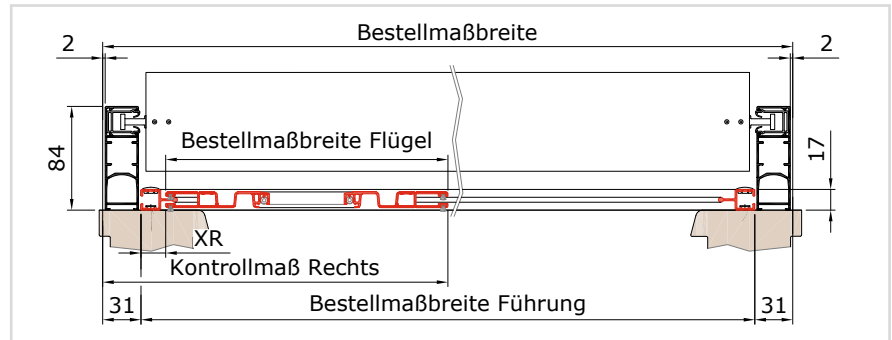 Bestellmaßbreite
2
2
Bestellmaßbreite Flügel
84
17
XR
Kontrollmaß Rechts
31
Bestellmaßbreite Führung
31